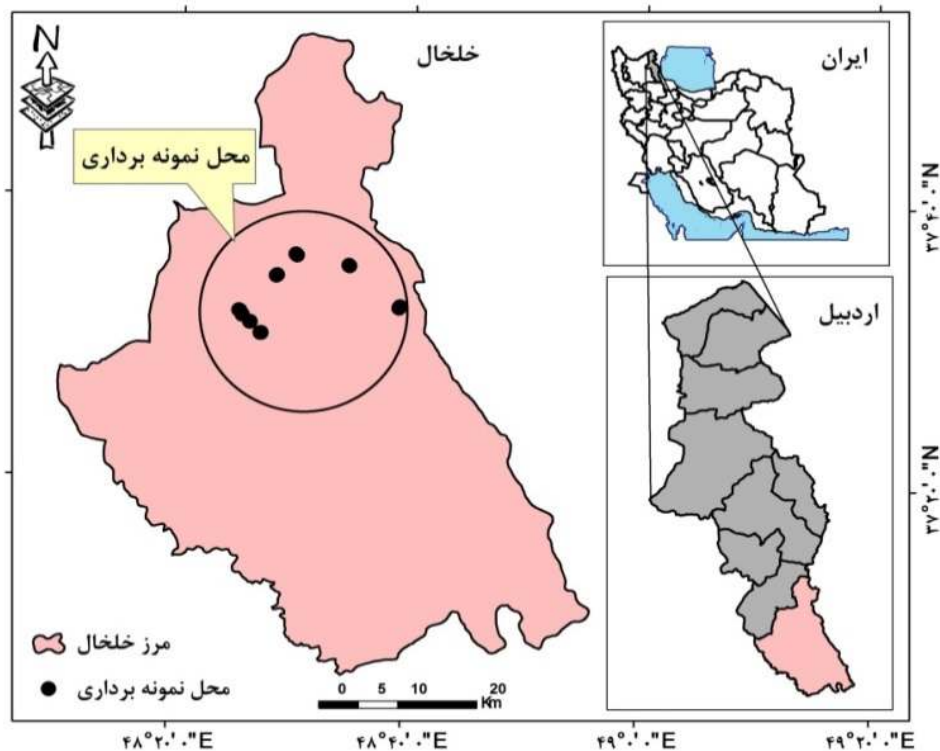 N
خلخال
ایران
محل نمونه برداری
اردبیل
۳۷°۴۰'۰"N
۳۷°۲۰'۰"N
مرز خلخال
محل نمونه برداری
0 5 10 20
Km
۴۸°۲۰'۰"E
۴۸°۴۰'۰"E
۴۹°۰'۰"E
۴۹°۲۰'۰"E